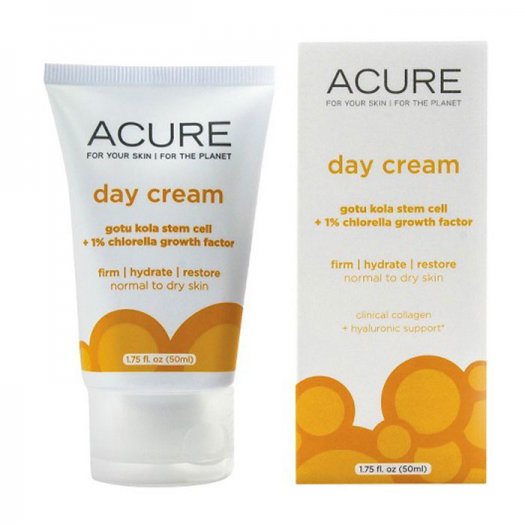 ACURE
FOR YOUR SKIN | FOR THE PLANET
day cream
gotu kola stem cell
+ 1% chlorella growth factor
firm | hydrate | restore
normal to dry skin
1.75 fl. oz (50ml)
ACURE
FOR YOUR SKIN | FOR THE PLANET
day cream
gotu kola stem cell
+ 1% chlorella growth factor
firm | hydrate | restore
normal to dry skin
clinical collagen
+ hyaluronic support*
1.75 fl. oz (50ml)